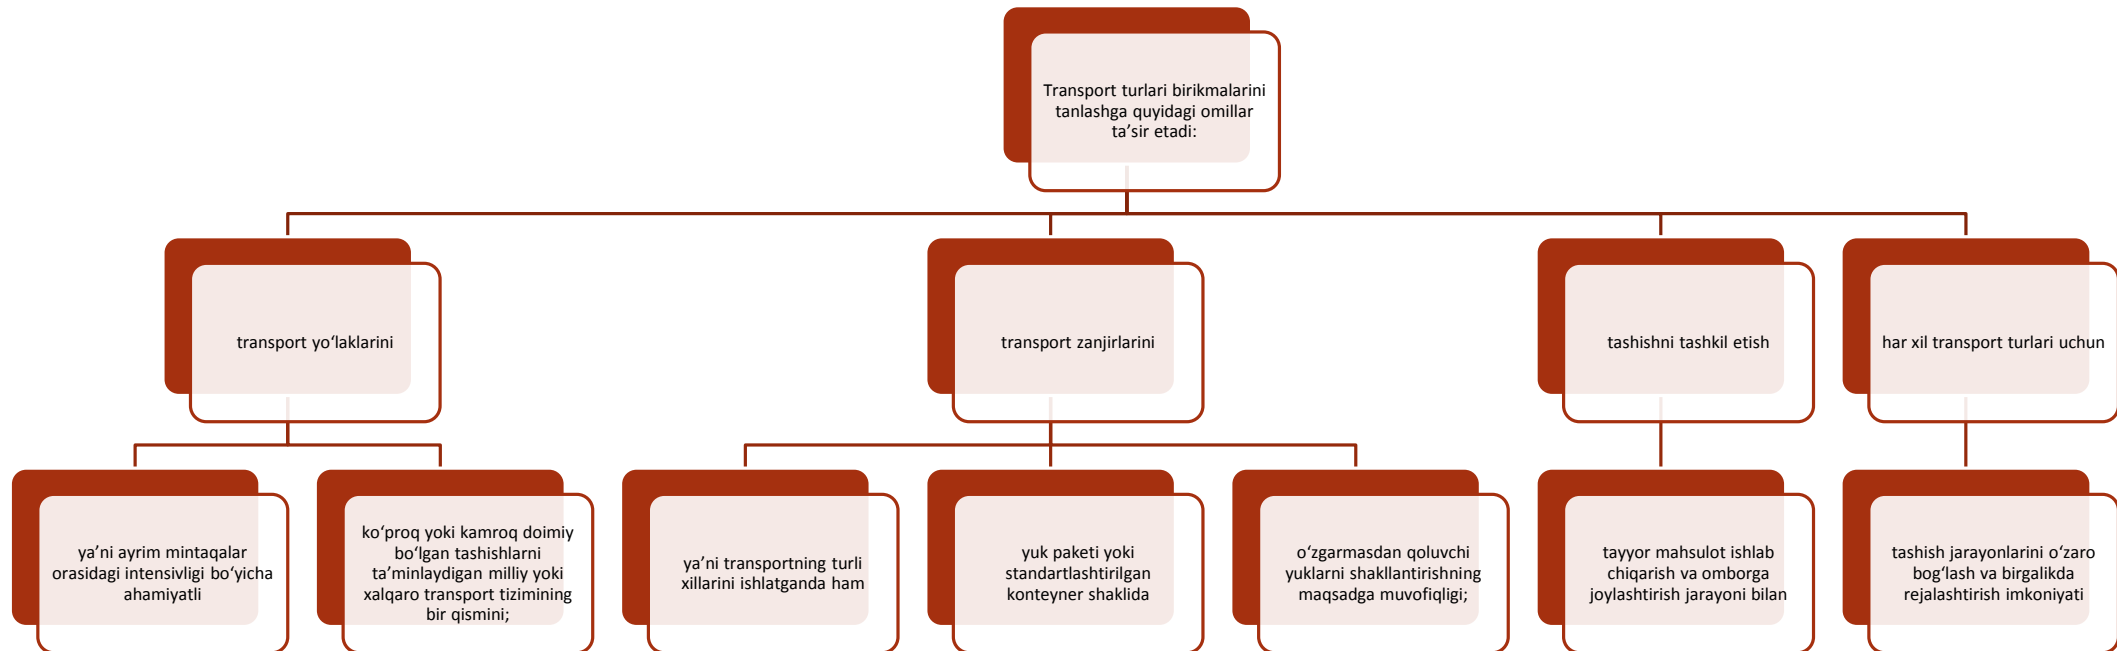 Transport turlari birikmalarini
tanlashga quyidagi omillar
ta’sir etadi:
transport yo‘laklarini
transport zanjirlarini
tashishni tashkil etish
har xil transport turlari uchun
ya’ni ayrim mintaqalar
orasidagi intensivligi bo‘yicha
ahamiyatli
ko‘proq yoki kamroq doimiy
bo‘lgan tashishlarni
ta’minlaydigan milliy yoki
xalqaro transport tizimining
bir qismini;
ya’ni transportning turli
xillarini ishlatganda ham
yuk paketi yoki
standartlashtirilgan
konteyner shaklida
o‘zgarmasdan qoluvchi
yuklarni shakllantirishning
maqsadga muvofiqligi;
tayyor mahsulot ishlab
chiqarish va omborga
joylashtirish jarayoni bilan
tashish jarayonlarini o‘zaro
bog‘lash va birgalikda
rejalashtirish imkoniyati